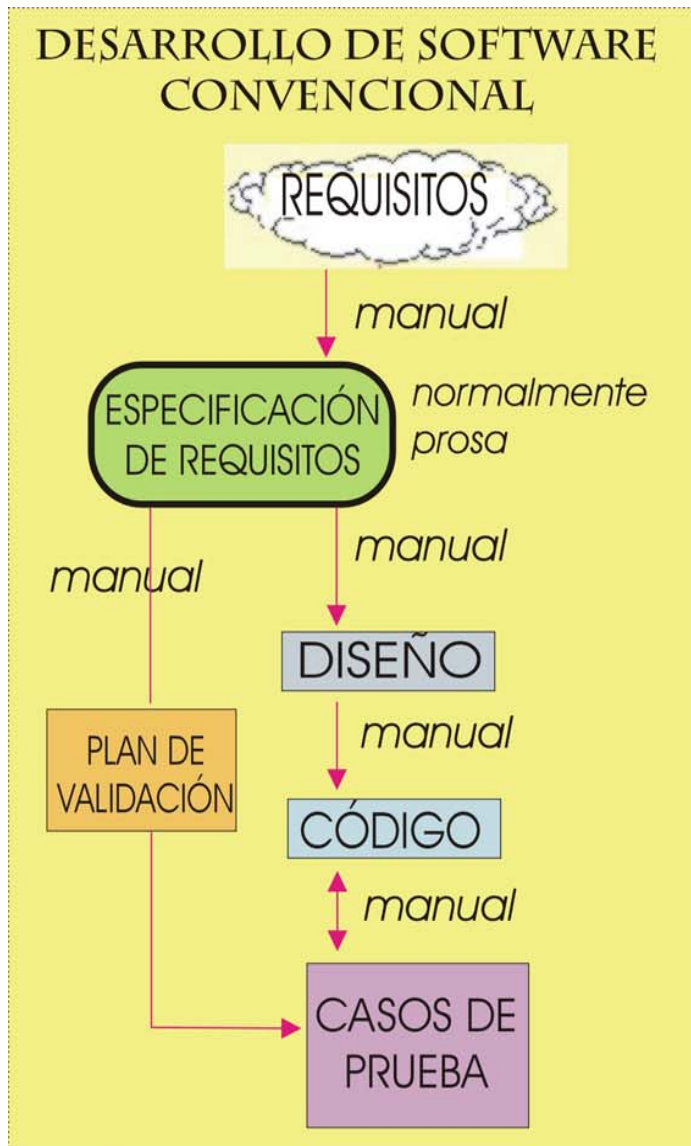 DESARROLLO DE SOFTWARE
CONVENCIONAL
REQUISITOS
manual
ESPECIFICACIÓN
DE REQUISITOS
normalmente
prosa
manual
manual
DISEÑO
manual
PLAN DE
VALIDACIÓN
CÓDIGO
manual
CASOS DE
PRUEBA